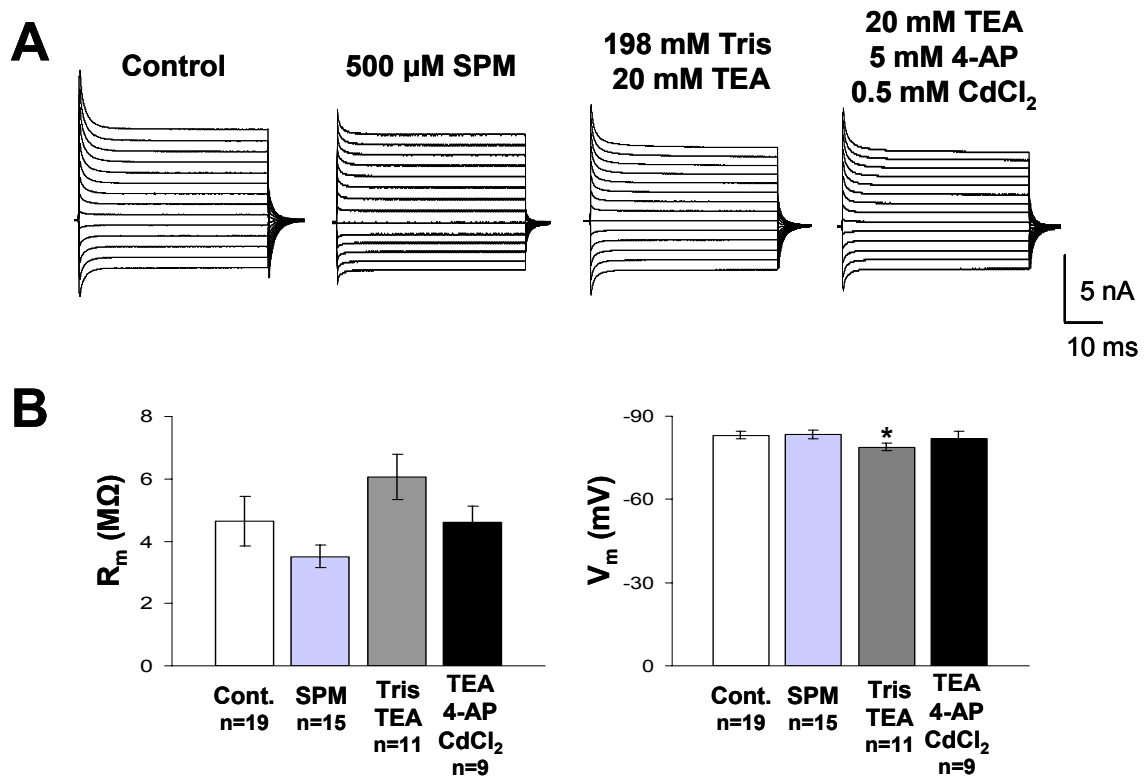 A
Control
500 µM SPM
198 mM Tris
20 mM TEA
20 mM TEA
5 mM 4-AP
0.5 mM CdCl₂
5 nA
10 ms
B
8
6
4
2
0
Rₘ (MΩ)
Cont.
n=19
SPM
n=15
Tris
TEA
n=11
TEA
4-AP
CdCl₂
n=9
-90
-60
-30
0
Vₘ (mV)
*
Cont.
n=19
SPM
n=15
Tris
TEA
n=11
TEA
4-AP
CdCl₂
n=9